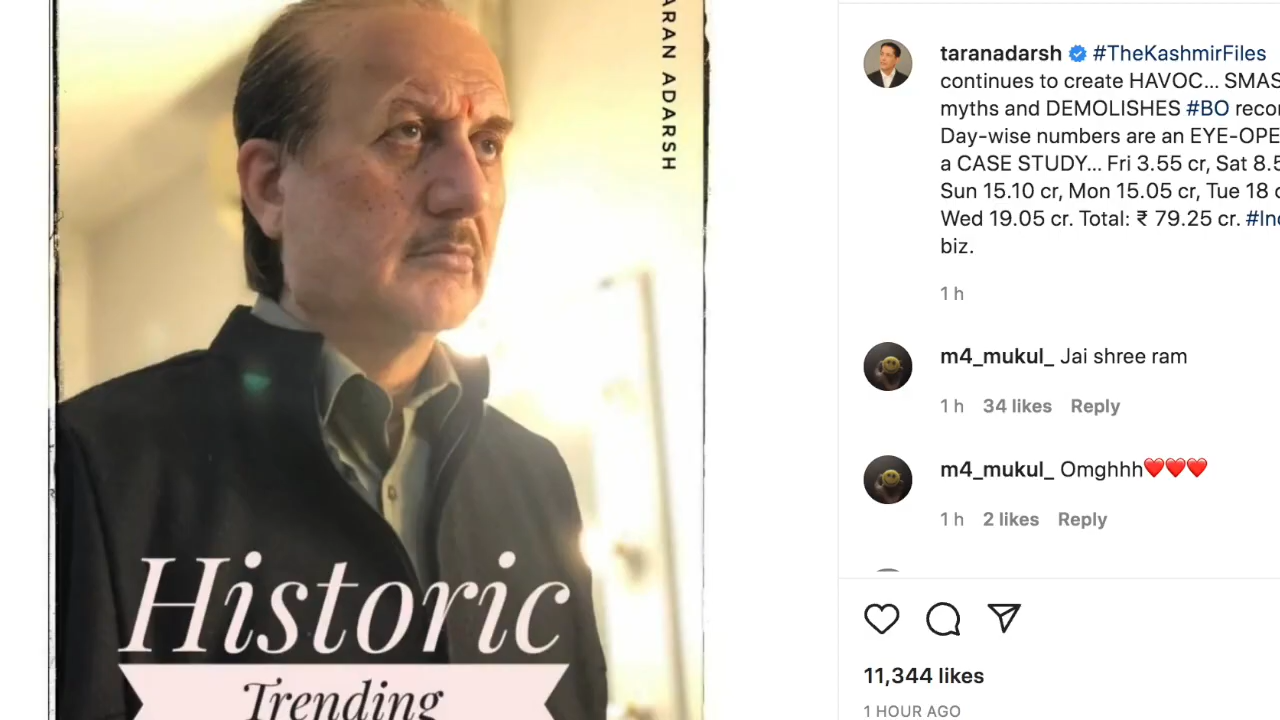 ARAN ADARSH
Historic
Trending
taranadarsh #TheKashmirFiles
continues to create HAVOC... SMAS
myths and DEMOLISHES #BO recor
Day-wise numbers are an EYE-OPE
a CASE STUDY... Fri 3.55 cr, Sat 8.5
Sun 15.10 cr, Mon 15.05 cr, Tue 18 c
Wed 19.05 cr. Total: ₹ 79.25 cr. #Ind
biz.
1 h
m4_mukul_ Jai shree ram
1 h 34 likes Reply
m4_mukul_ Omghhh❤️❤️❤️
1 h 2 likes Reply
11,344 likes
1 HOUR AGO